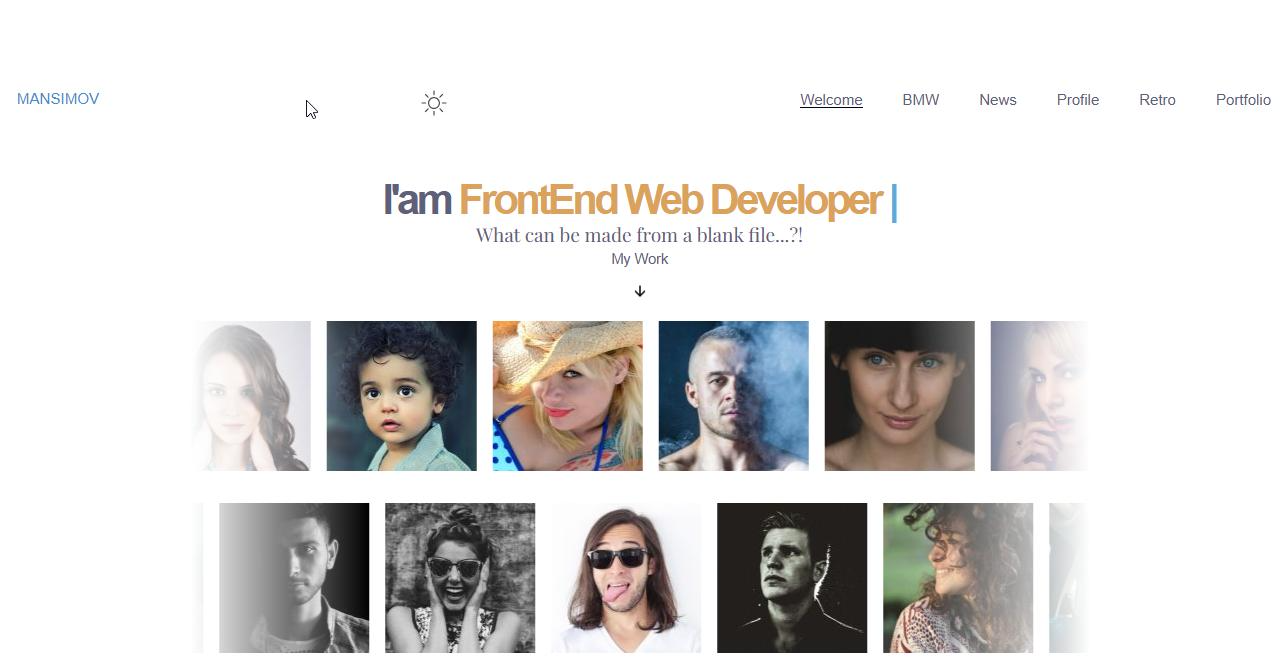 MANSIMOV Welcome BMW News Profile Retro Portfolio
I'am FrontEnd Web Developer |
What can be made from a blank file...?!
My Work